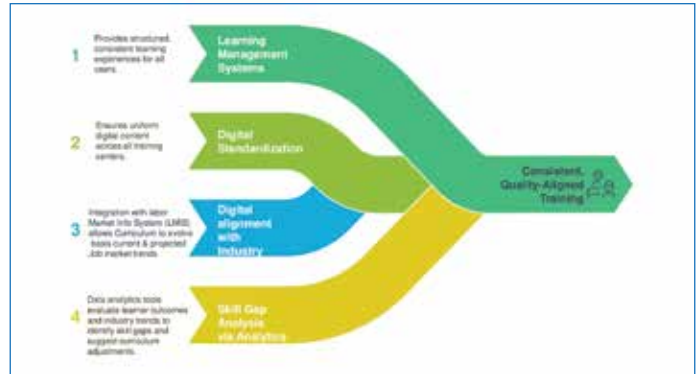 1
Provides structured,
consistent learning
experiences for all
users.
Learning
Management
Systems
2
Ensures uniform
digital content
across all training
centers.
Digital
Standardization
3
Integration with labor
Market Info System (LMIS)
allows Curriculum to evolve
basis current & projected
Job market trends
Digital
alignment
with
Industry
4
Data analytics tools
evaluate learner outcomes
and industry trends to
identify skill gaps and
suggest curriculum
adjustments.
Skill Gap
Analysis
via Analytics
Consistent,
Quality-Aligned
Training